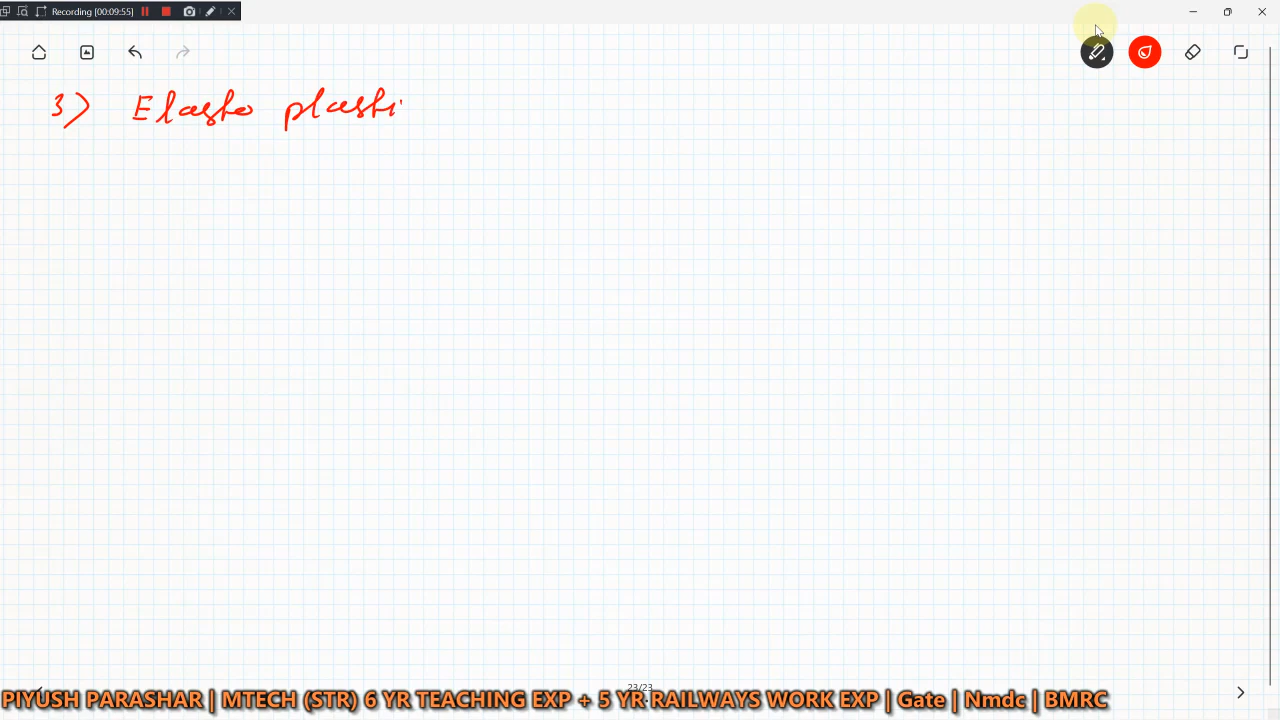 Recording [00:09:55]
3) Elasto plasti
23/23
PIYUSH PARASHAR | MTECH (STR) 6 YR TEACHING EXP + 5 YR RAILWAYS WORK EXP | Gate | Nmdc | BMRC